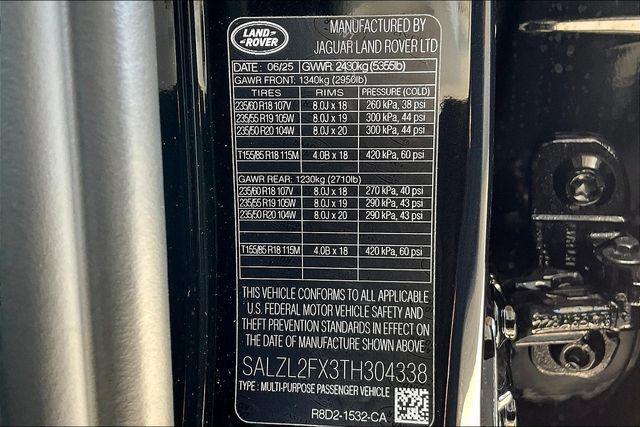 LAND ROVER
MANUFACTURED BY
JAGUAR LAND ROVER LTD
DATE : 06/25 GVWR: 2430kg (5355lb)
GAWR FRONT: 1340kg (2950lb)
TIRES RIMS PRESSURE (COLD)
235/60 R18 107V 8.0J x 18 260 kPa, 38 psi
235/55 R19 105W 8.0J x 19 300 kPa, 44 psi
235/50 R20 104W 8.0J x 20 300 kPa, 44 psi
T155/85 R18 115M 4.0B x 18 420 kPa, 60 psi
GAWR REAR: 1230kg (2710lb)
235/60 R18 107V 8.0J x 18 270 kPa, 40 psi
235/55 R19 105W 8.0J x 19 290 kPa, 43 psi
235/50 R20 104W 8.0J x 20 290 kPa, 43 psi
T155/85 R18 115M 4.0B x 18 420 kPa, 60 psi
THIS VEHICLE CONFORMS TO ALL APPLICABLE
U.S. FEDERAL MOTOR VEHICLE SAFETY AND
THEFT PREVENTION STANDARDS IN EFFECT ON
THE DATE OF MANUFACTURE SHOWN ABOVE
SALZL2FX3TH304338
TYPE : MULTI-PURPOSE PASSENGER VEHICLE
R8D2-1532-CA